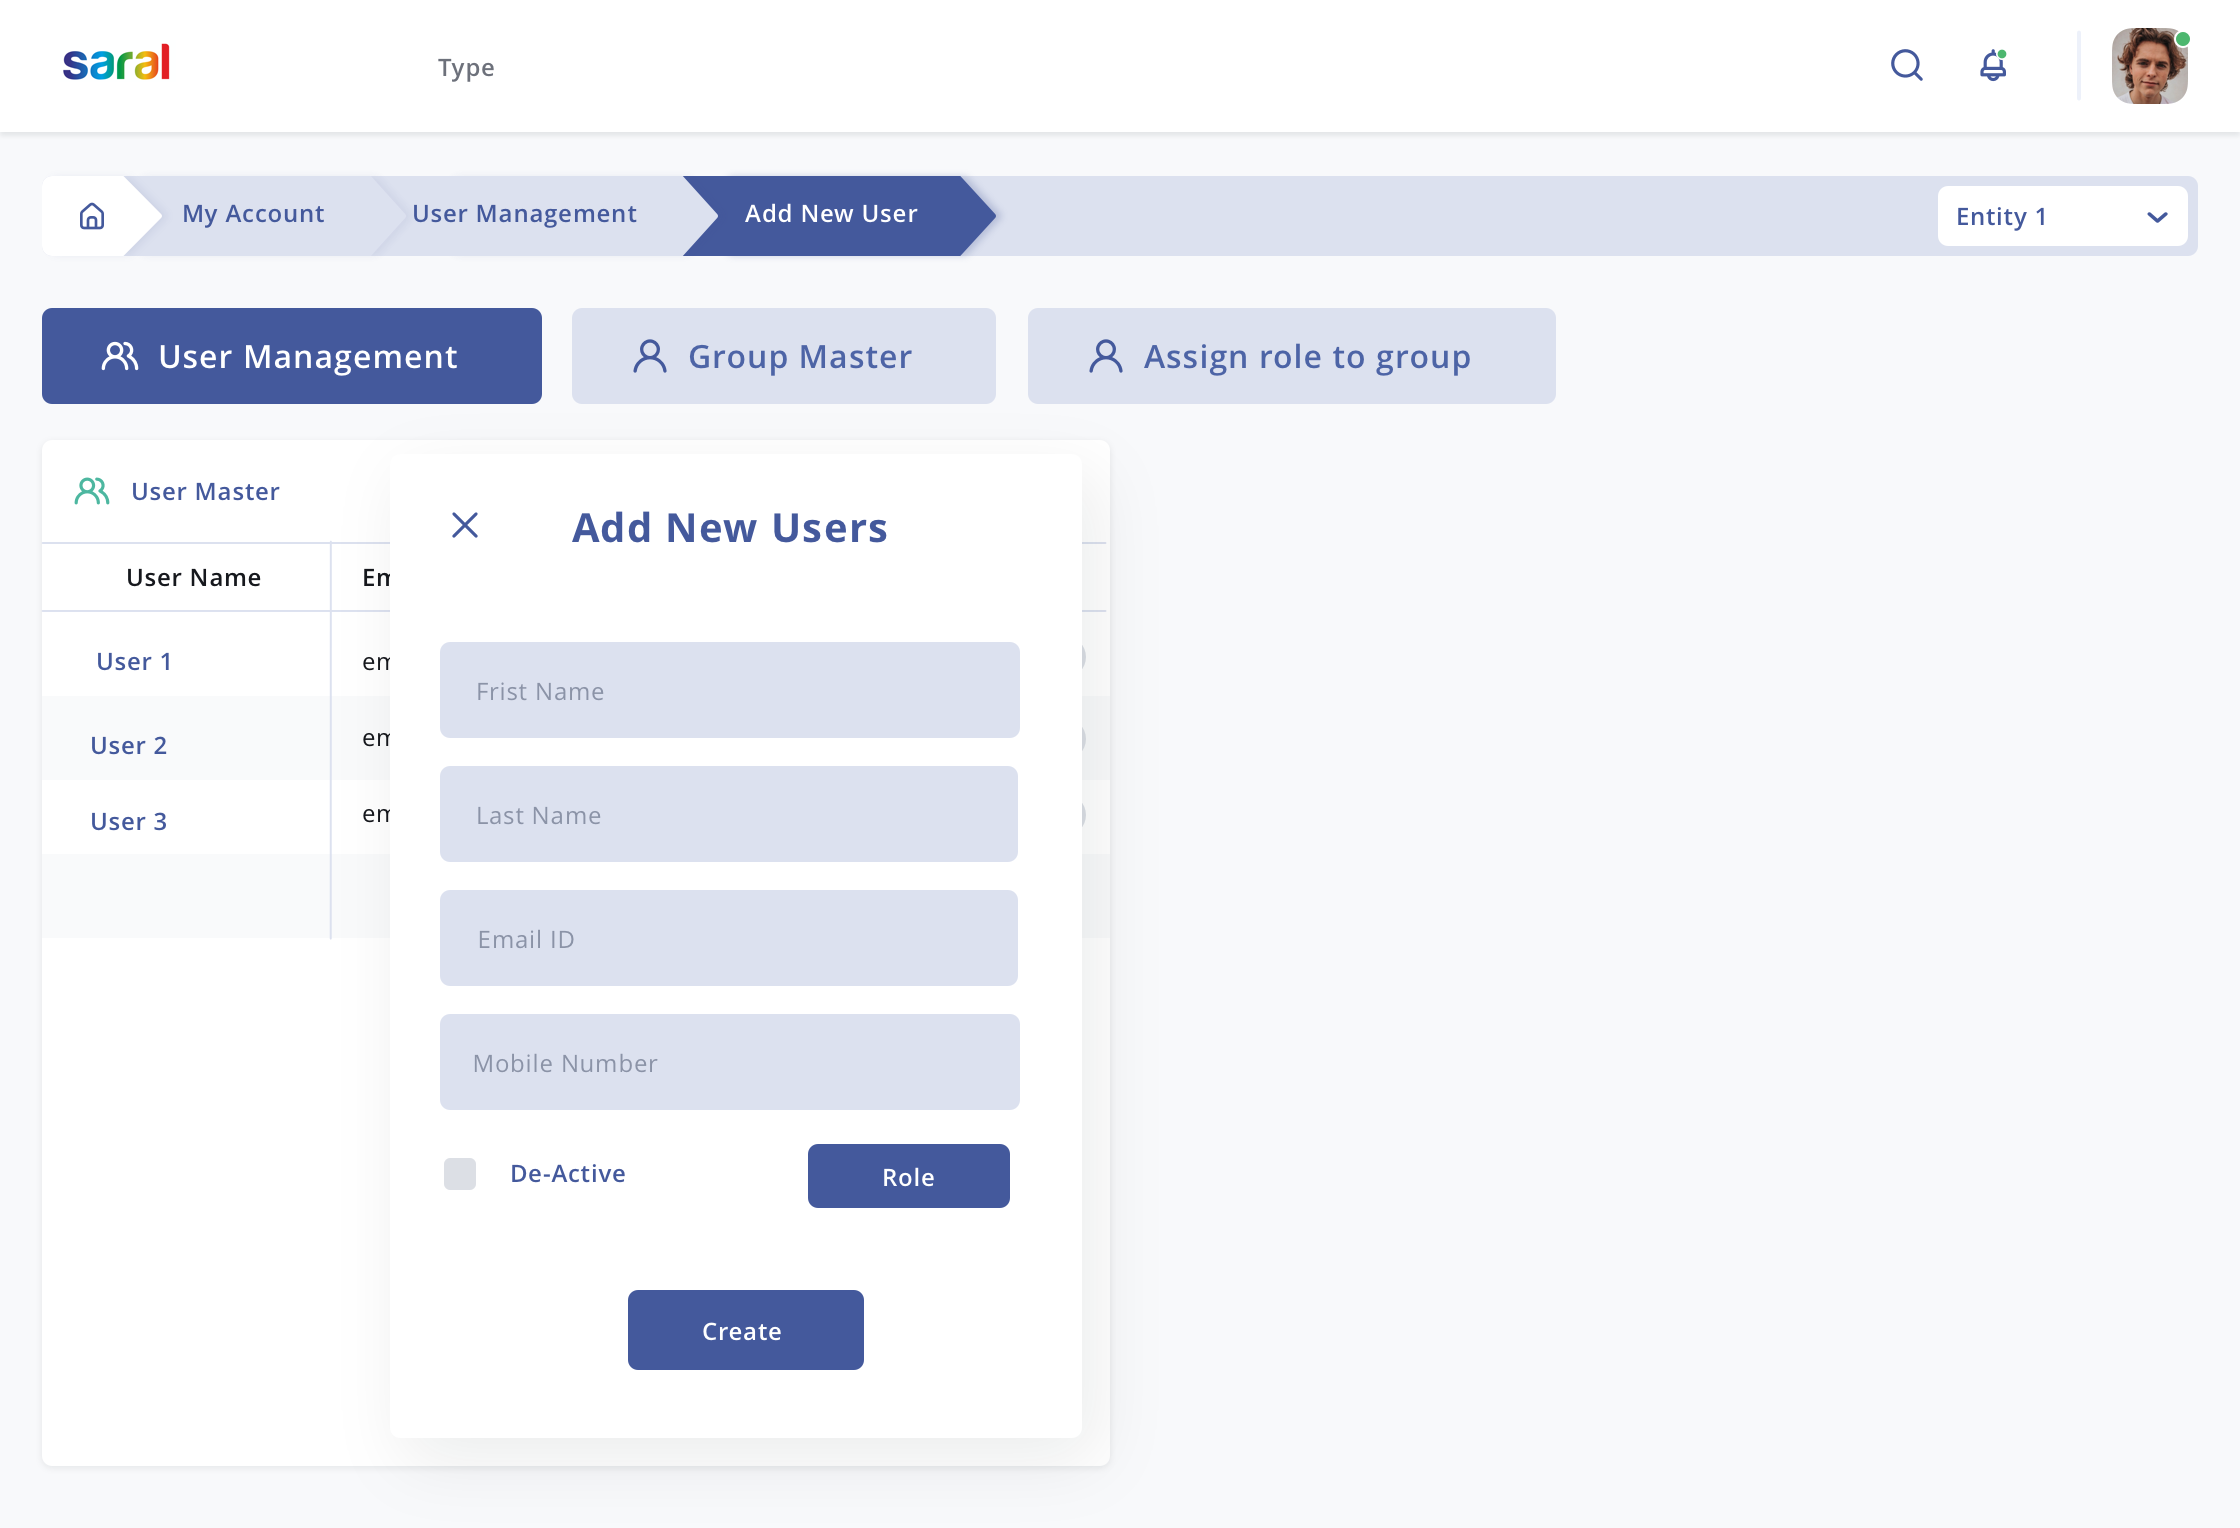 saral
Type
My Account
User Management
Add New User
Entity 1
User Management
Group Master
Assign role to group
User Master
Add New Users
User Name
Em
User 1
em
User 2
em
User 3
em
Frist Name
Last Name
Email ID
Mobile Number
De-Active
Role
Create